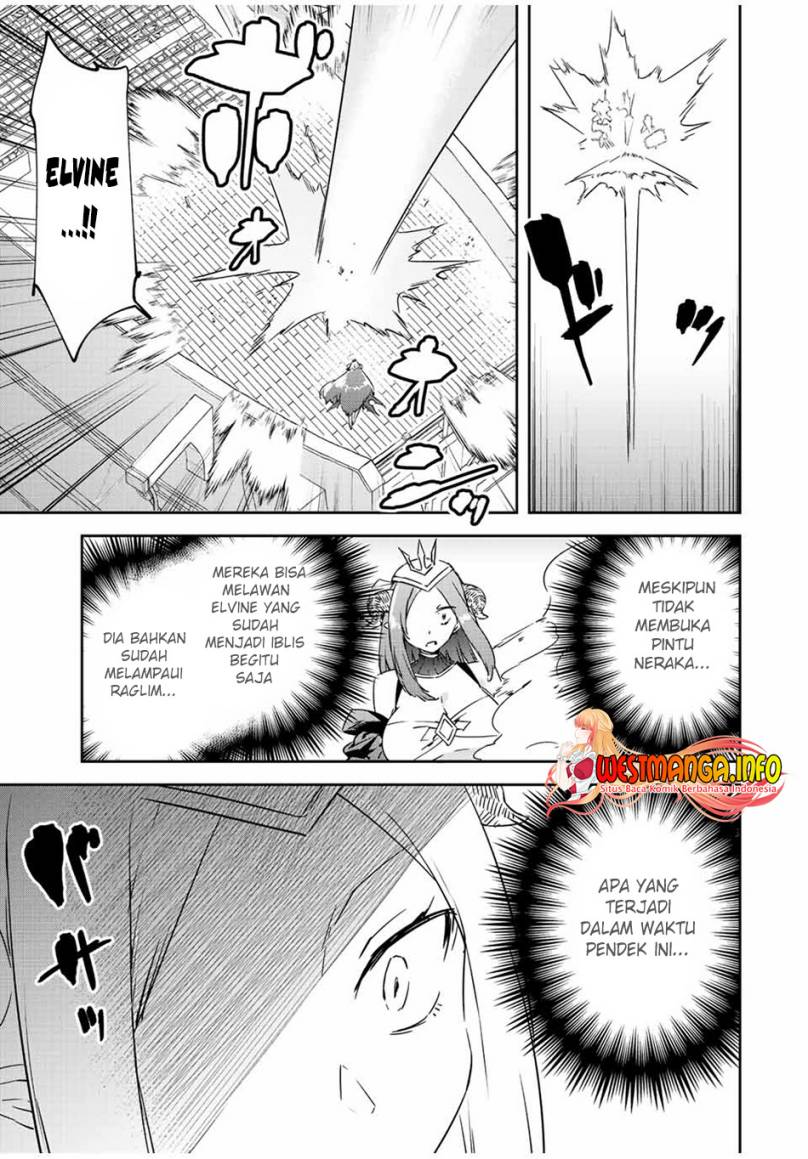 ELVINE
...!!
MESKIPUN
TIDAK
MEMBUKA
PINTU
NERAKA...
MEREKA BISA
MELAWAN
ELVINE YANG
SUDAH
MENJADI IBLIS
BEGITU
SAJA
DIA BAHKAN
SUDAH
MELAMPAUI
RAGLIM...
WESTMANGA.INFO
Situs Baca Komik Berbahasa Indonesia
APA YANG
TERJADI
DALAM WAKTU
PENDEK INI...